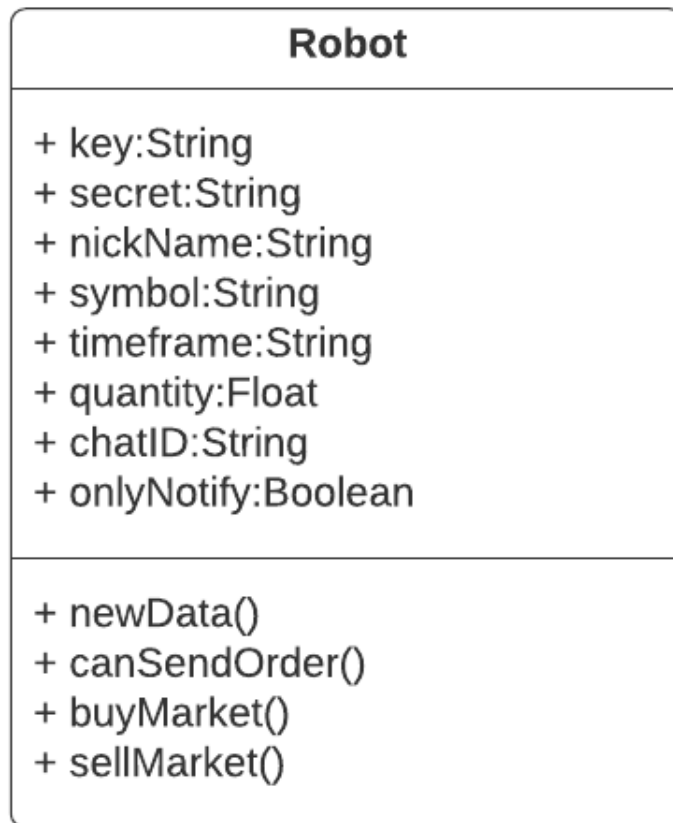 Robot
+ key:String
+ secret:String
+ nickName:String
+ symbol:String
+ timeframe:String
+ quantity:Float
+ chatID:String
+ onlyNotify:Boolean
+ newData()
+ canSendOrder()
+ buyMarket()
+ sellMarket()